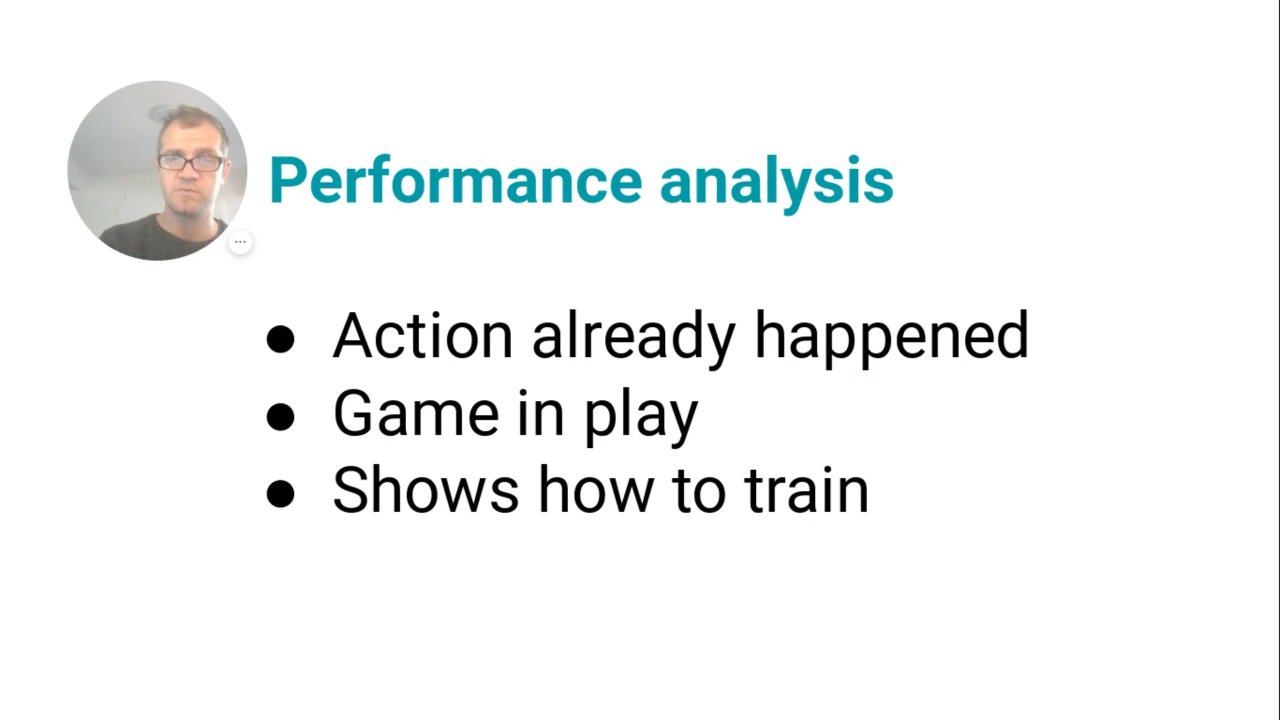 Performance analysis
● Action already happened
● Game in play
● Shows how to train